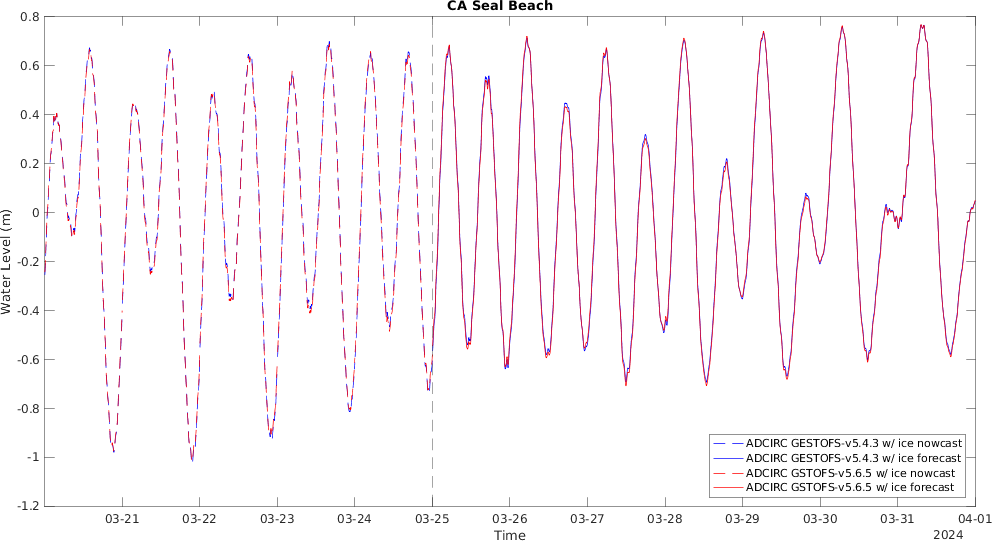 CA Seal Beach
0.8
0.6
0.4
0.2
0
-0.2
-0.4
-0.6
-0.8
-1
-1.2
Water Level (m)
ADCIRC GESTOFS-v5.4.3 w/ ice nowcast
ADCIRC GESTOFS-v5.4.3 w/ ice forecast
ADCIRC GSTOFS-v5.6.5 w/ ice nowcast
ADCIRC GSTOFS-v5.6.5 w/ ice forecast
03-21 03-22 03-23 03-24 03-25 03-26 03-27 03-28 03-29 03-30 03-31 04-01
Time
2024